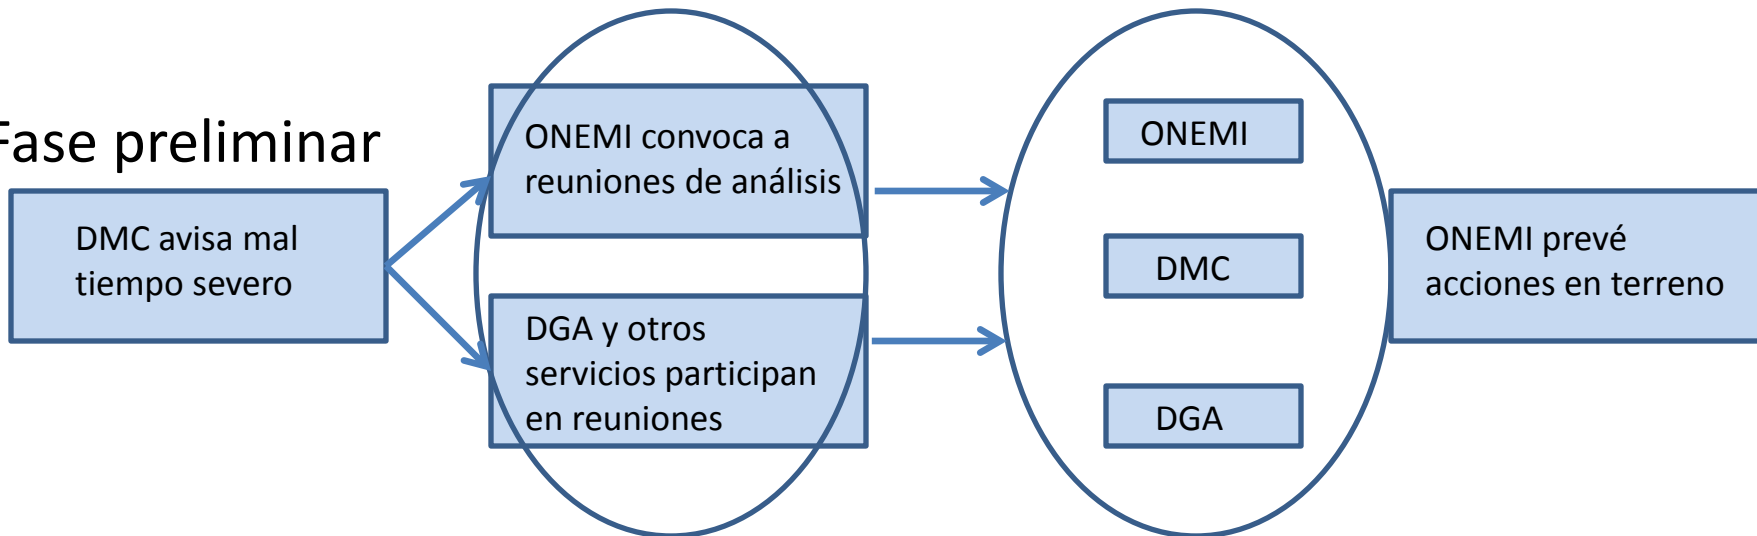 Fase preliminar
DMC avisa mal
tiempo severo
ONEMI convoca a
reuniones de análisis
DGA y otros
servicios participan
en reuniones
ONEMI
DMC
DGA
ONEMI prevé
acciones en terreno